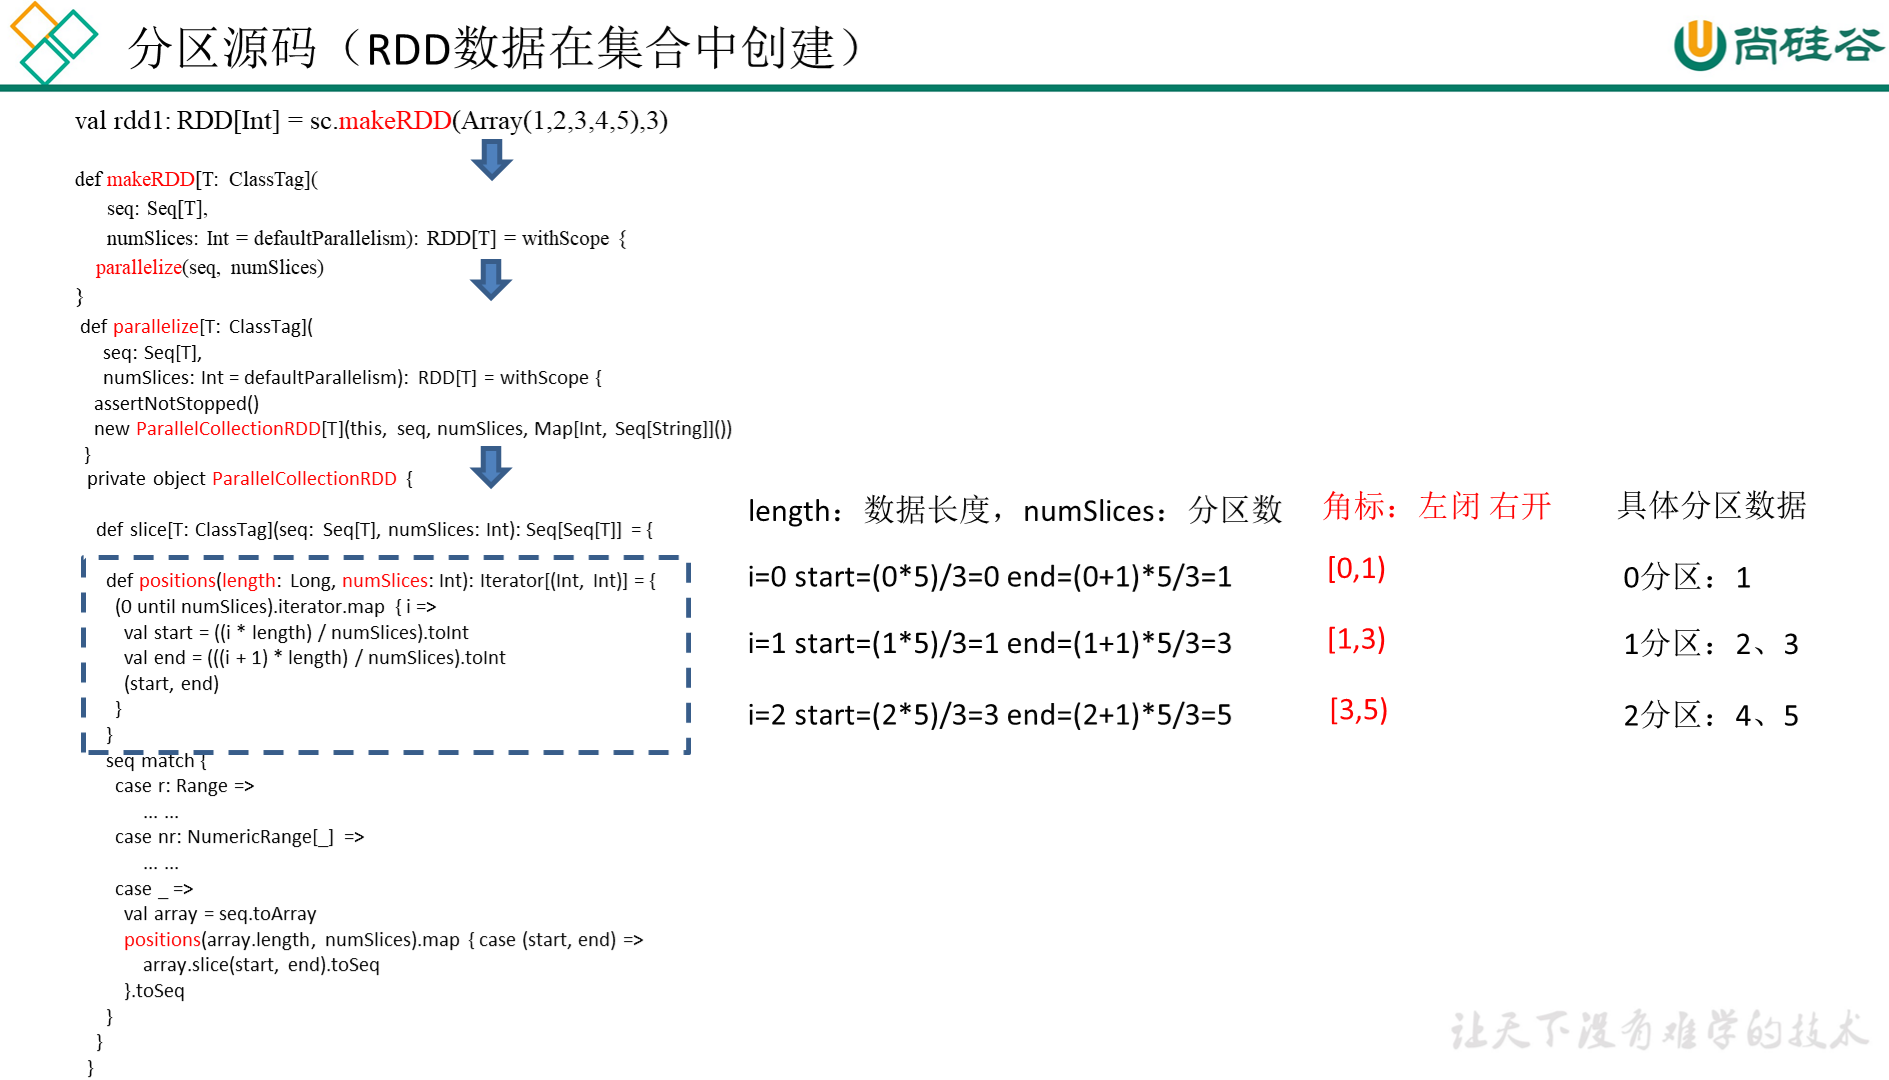 分区源码（RDD数据在集合中创建）
尚硅谷
val rdd1: RDD[Int] = sc.makeRDD(Array(1,2,3,4,5),3)
def makeRDD[T: ClassTag](
seq: Seq[T],
numSlices: Int = defaultParallelism): RDD[T] = withScope {
parallelize(seq, numSlices)
}
def parallelize[T: ClassTag](
seq: Seq[T],
numSlices: Int = defaultParallelism): RDD[T] = withScope {
assertNotStopped()
new ParallelCollectionRDD[T](this, seq, numSlices, Map[Int, Seq[String]]())
}
private object ParallelCollectionRDD {
def slice[T: ClassTag](seq: Seq[T], numSlices: Int): Seq[Seq[T]] = {
def positions(length: Long, numSlices: Int): Iterator[(Int, Int)] = {
(0 until numSlices).iterator.map { i =>
val start = ((i * length) / numSlices).toInt
val end = (((i + 1) * length) / numSlices).toInt
(start, end)
}
}
seq match {
case r: Range =>
... ...
case nr: NumericRange[_] =>
... ...
case _ =>
val array = seq.toArray
positions(array.length, numSlices).map { case (start, end) =>
array.slice(start, end).toSeq
}.toSeq
}
}
}
length：数据长度，numSlices：分区数 角标：左闭 右开 具体分区数据
i=0 start=(0*5)/3=0 end=(0+1)*5/3=1 [0,1) 0分区：1
i=1 start=(1*5)/3=1 end=(1+1)*5/3=3 [1,3) 1分区：2、3
i=2 start=(2*5)/3=3 end=(2+1)*5/3=5 [3,5) 2分区：4、5
让天下没有难学的技术